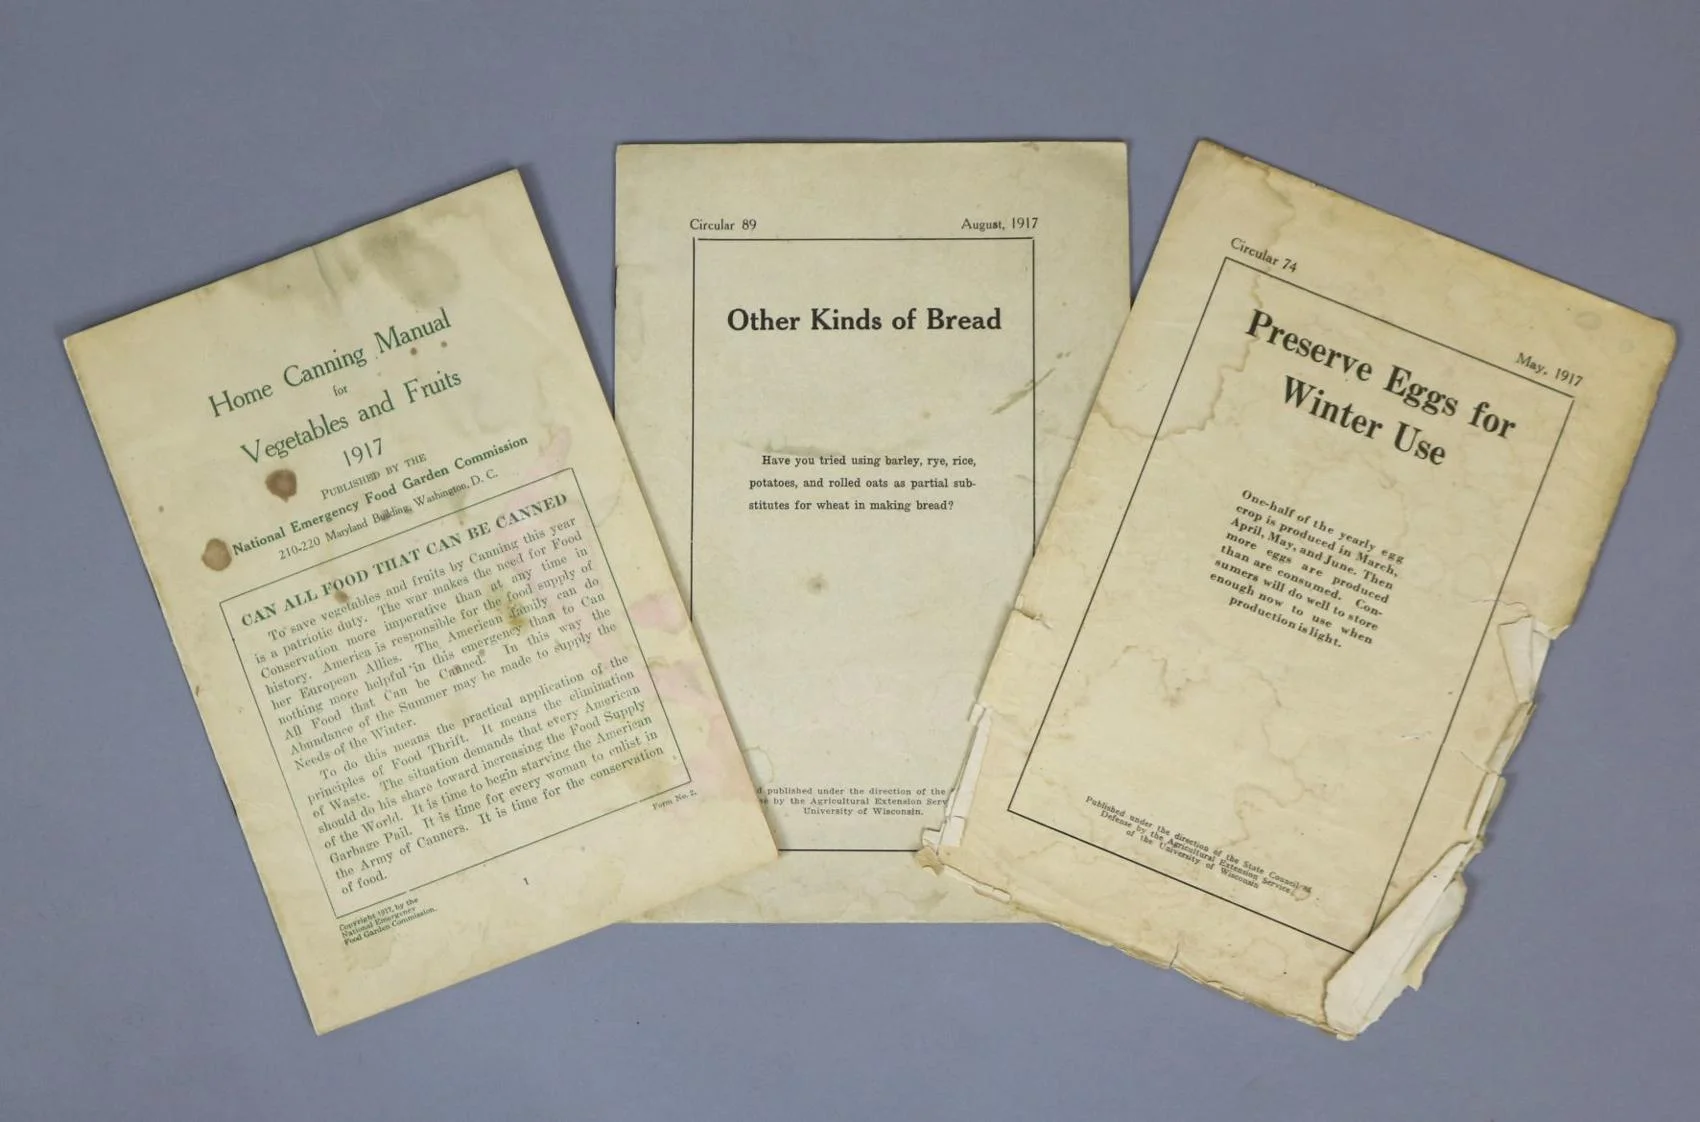 Home Canning Manual
for
Vegetables and Fruits
1917
PUBLISHED BY THE
National Emergency Food Garden Commission
210-220 Maryland Building, Washington, D. C.
CAN ALL FOOD THAT CAN BE CANNED
To save vegetables and fruits by Canning this year
is a patriotic duty. The war makes the need for Food
Conservation more imperative than at any time in
history. America is responsible for the food supply of
her European Allies. The American family can do
nothing more helpful in this emergency than to Can
All Food that Can be Canned. In this way the
Abundance of the Summer may be made to supply the
Needs of the Winter.
To do this means the practical application of the
principles of Food Thrift. It means the elimination
of Waste. The situation demands that every American
should do his share toward increasing the Food Supply
of the World. It is time to begin starving the American
Garbage Pail. It is time for every woman to enlist in
the Army of Canners. It is time for the conservation
of food.
Form No. 2.
Copyright 1917, by the
National Emergency
Food Garden Commission.
1
Circular 89 August, 1917
Other Kinds of Bread
Have you tried using barley, rye, rice,
potatoes, and rolled oats as partial sub-
stitutes for wheat in making bread?
d published under the direction of the
se by the Agricultural Extension Serv
University of Wisconsin.
Circular 74
May, 1917
Preserve Eggs for
Winter Use
One-half of the yearly egg
crop is produced in March,
April, May, and June. Then
more eggs are produced
than are consumed. Con-
sumers will do well to store
enough now to use when
production is light.
Published under the direction of the State Council of
Defense by the Agricultural Extension Service
of the University of Wisconsin